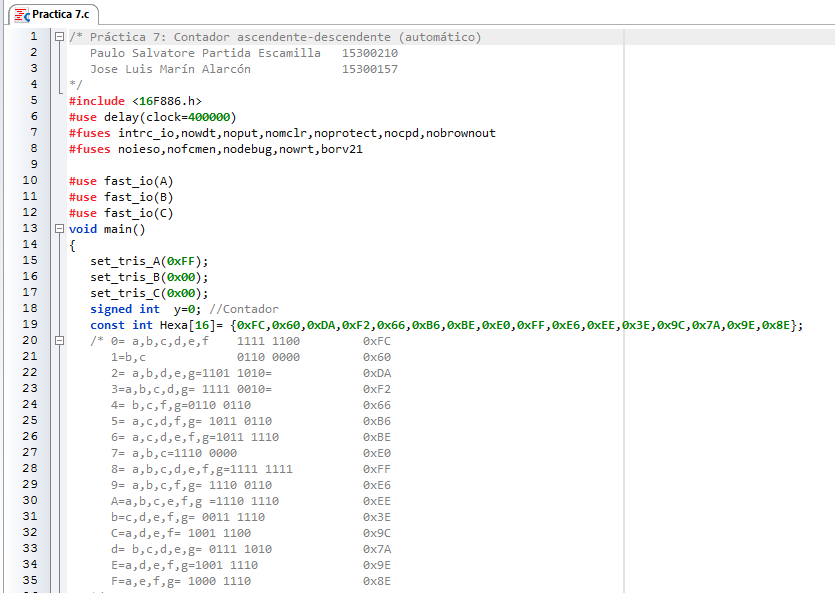 Practica 7.c
1 /* Práctica 7: Contador ascendente-descendente (automático)
2 Paulo Salvatore Partida Escamilla 15300210
3 Jose Luis Marín Alarcón 15300157
4 */
5 #include <16F886.h>
6 #use delay(clock=400000)
7 #fuses intrc_io,nowdt,noput,nomclr,noprotect,nocpd,nobrownout
8 #fuses noieso,nofcmen,nodebug,nowrt,borv21
9
10 #use fast_io(A)
11 #use fast_io(B)
12 #use fast_io(C)
13 void main()
14 {
15 set_tris_A(0xFF);
16 set_tris_B(0x00);
17 set_tris_C(0x00);
18 signed int y=0; //Contador
19 const int Hexa[16]= {0xFC,0x60,0xDA,0xF2,0x66,0xB6,0xBE,0xE0,0xFF,0xE6,0xEE,0x3E,0x9C,0x7A,0x9E,0x8E};
20 /* 0= a,b,c,d,e,f 1111 1100 0xFC
21 1=b,c 0110 0000 0x60
22 2= a,b,d,e,g=1101 1010= 0xDA
23 3=a,b,c,d,g= 1111 0010= 0xF2
24 4= b,c,f,g=0110 0110 0x66
25 5= a,c,d,f,g= 1011 0110 0xB6
26 6= a,c,d,e,f,g=1011 1110 0xBE
27 7= a,b,c=1110 0000 0xE0
28 8= a,b,c,d,e,f,g=1111 1111 0xFF
29 9= a,b,c,f,g= 1110 0110 0xE6
30 A=a,b,c,e,f,g =1110 1110 0xEE
31 b=c,d,e,f,g= 0011 1110 0x3E
32 C=a,d,e,f= 1001 1100 0x9C
33 d= b,c,d,e,g= 0111 1010 0x7A
34 E=a,d,e,f,g=1001 1110 0x9E
35 F=a,e,f,g= 1000 1110 0x8E